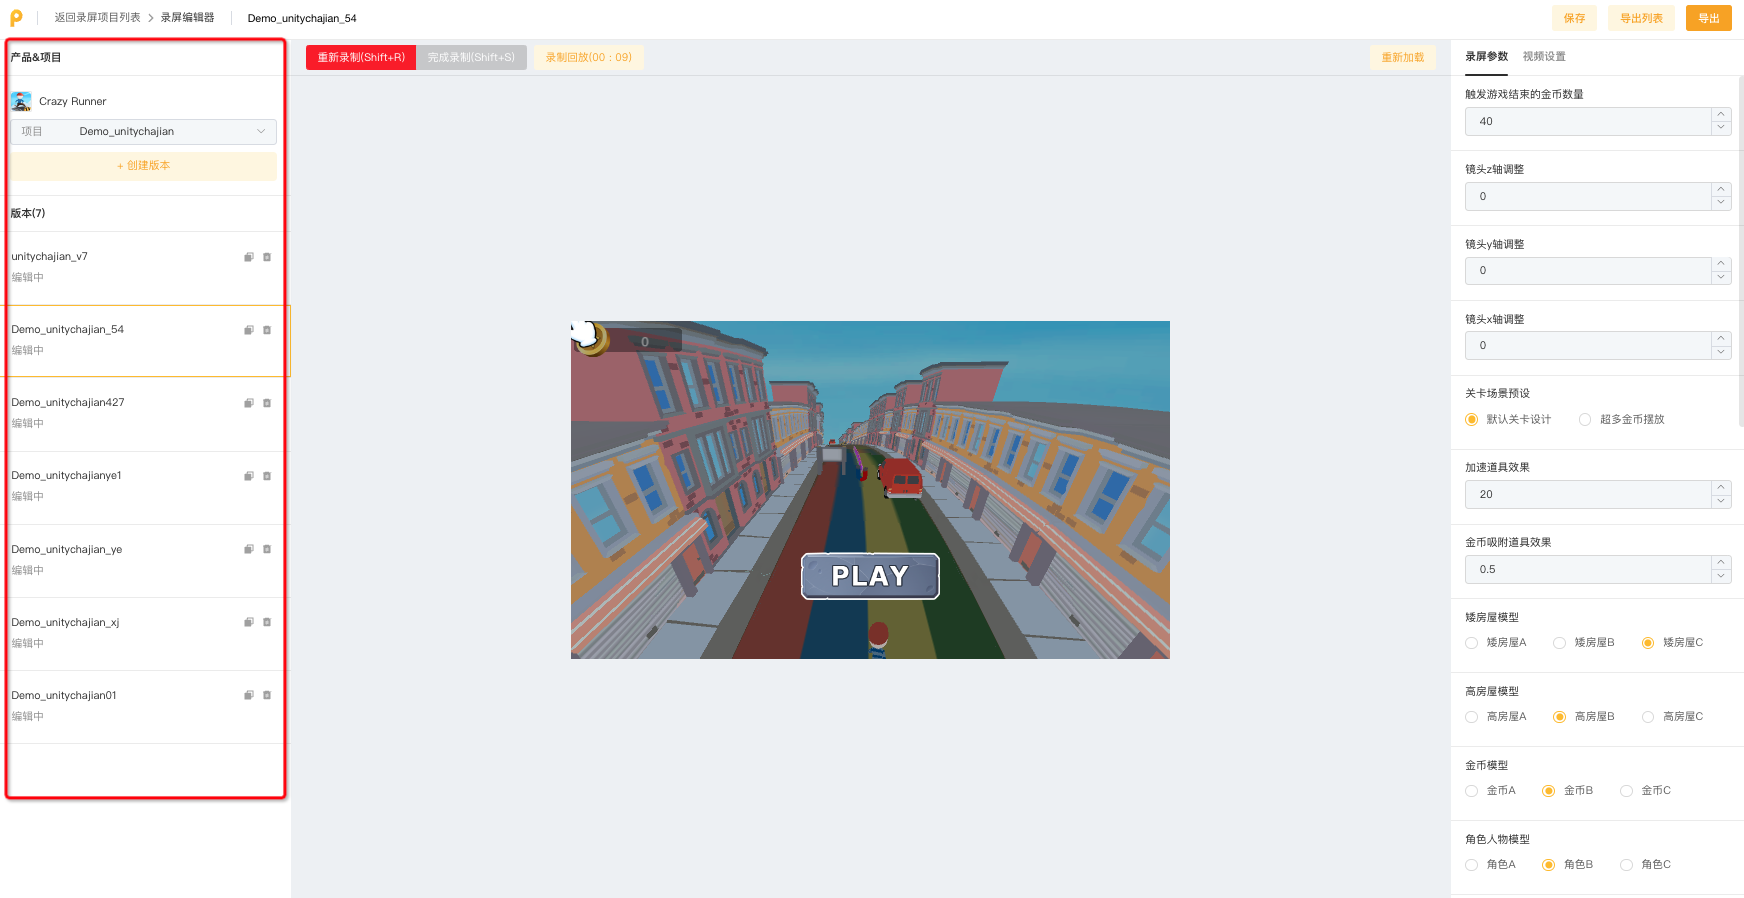 返回录屏项目列表 > 录屏编辑器 Demo_unitychajian_54 保存 导出列表 导出
产品&项目
Crazy Runner
项目 Demo_unitychajian
+ 创建版本
版本(7)
unitychajian_v7
编辑中
Demo_unitychajian_54
编辑中
Demo_unitychajian427
编辑中
Demo_unitychajianye1
编辑中
Demo_unitychajian_ye
编辑中
Demo_unitychajian_xj
编辑中
Demo_unitychajian01
编辑中
重新录制(Shift+R) 完成录制(Shift+S) 录制回放(00 : 09) 重新加载
0
PLAY
录屏参数 视频设置
触发游戏结束的金币数量
40
镜头z轴调整
0
镜头y轴调整
0
镜头x轴调整
0
关卡场景预设
默认关卡设计 超多金币摆放
加速道具效果
20
金币吸附道具效果
0.5
矮房屋模型
矮房屋A 矮房屋B 矮房屋C
高房屋模型
高房屋A 高房屋B 高房屋C
金币模型
金币A 金币B 金币C
角色人物模型
角色A 角色B 角色C